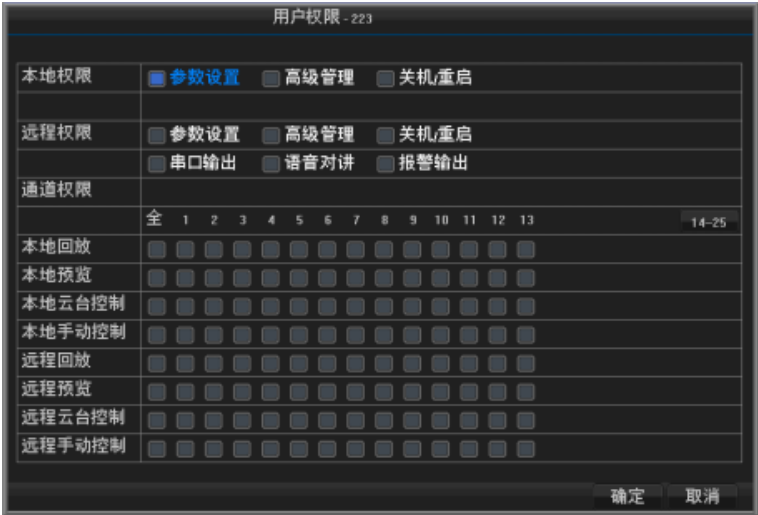 用户权限 - 223
本地权限 参数设置 高级管理 关机/重启
远程权限 参数设置 高级管理 关机/重启
串口输出 语音对讲 报警输出
通道权限
全 1 2 3 4 5 6 7 8 9 10 11 12 13 14-25
本地回放
本地预览
本地云台控制
本地手动控制
远程回放
远程预览
远程云台控制
远程手动控制
确定 取消